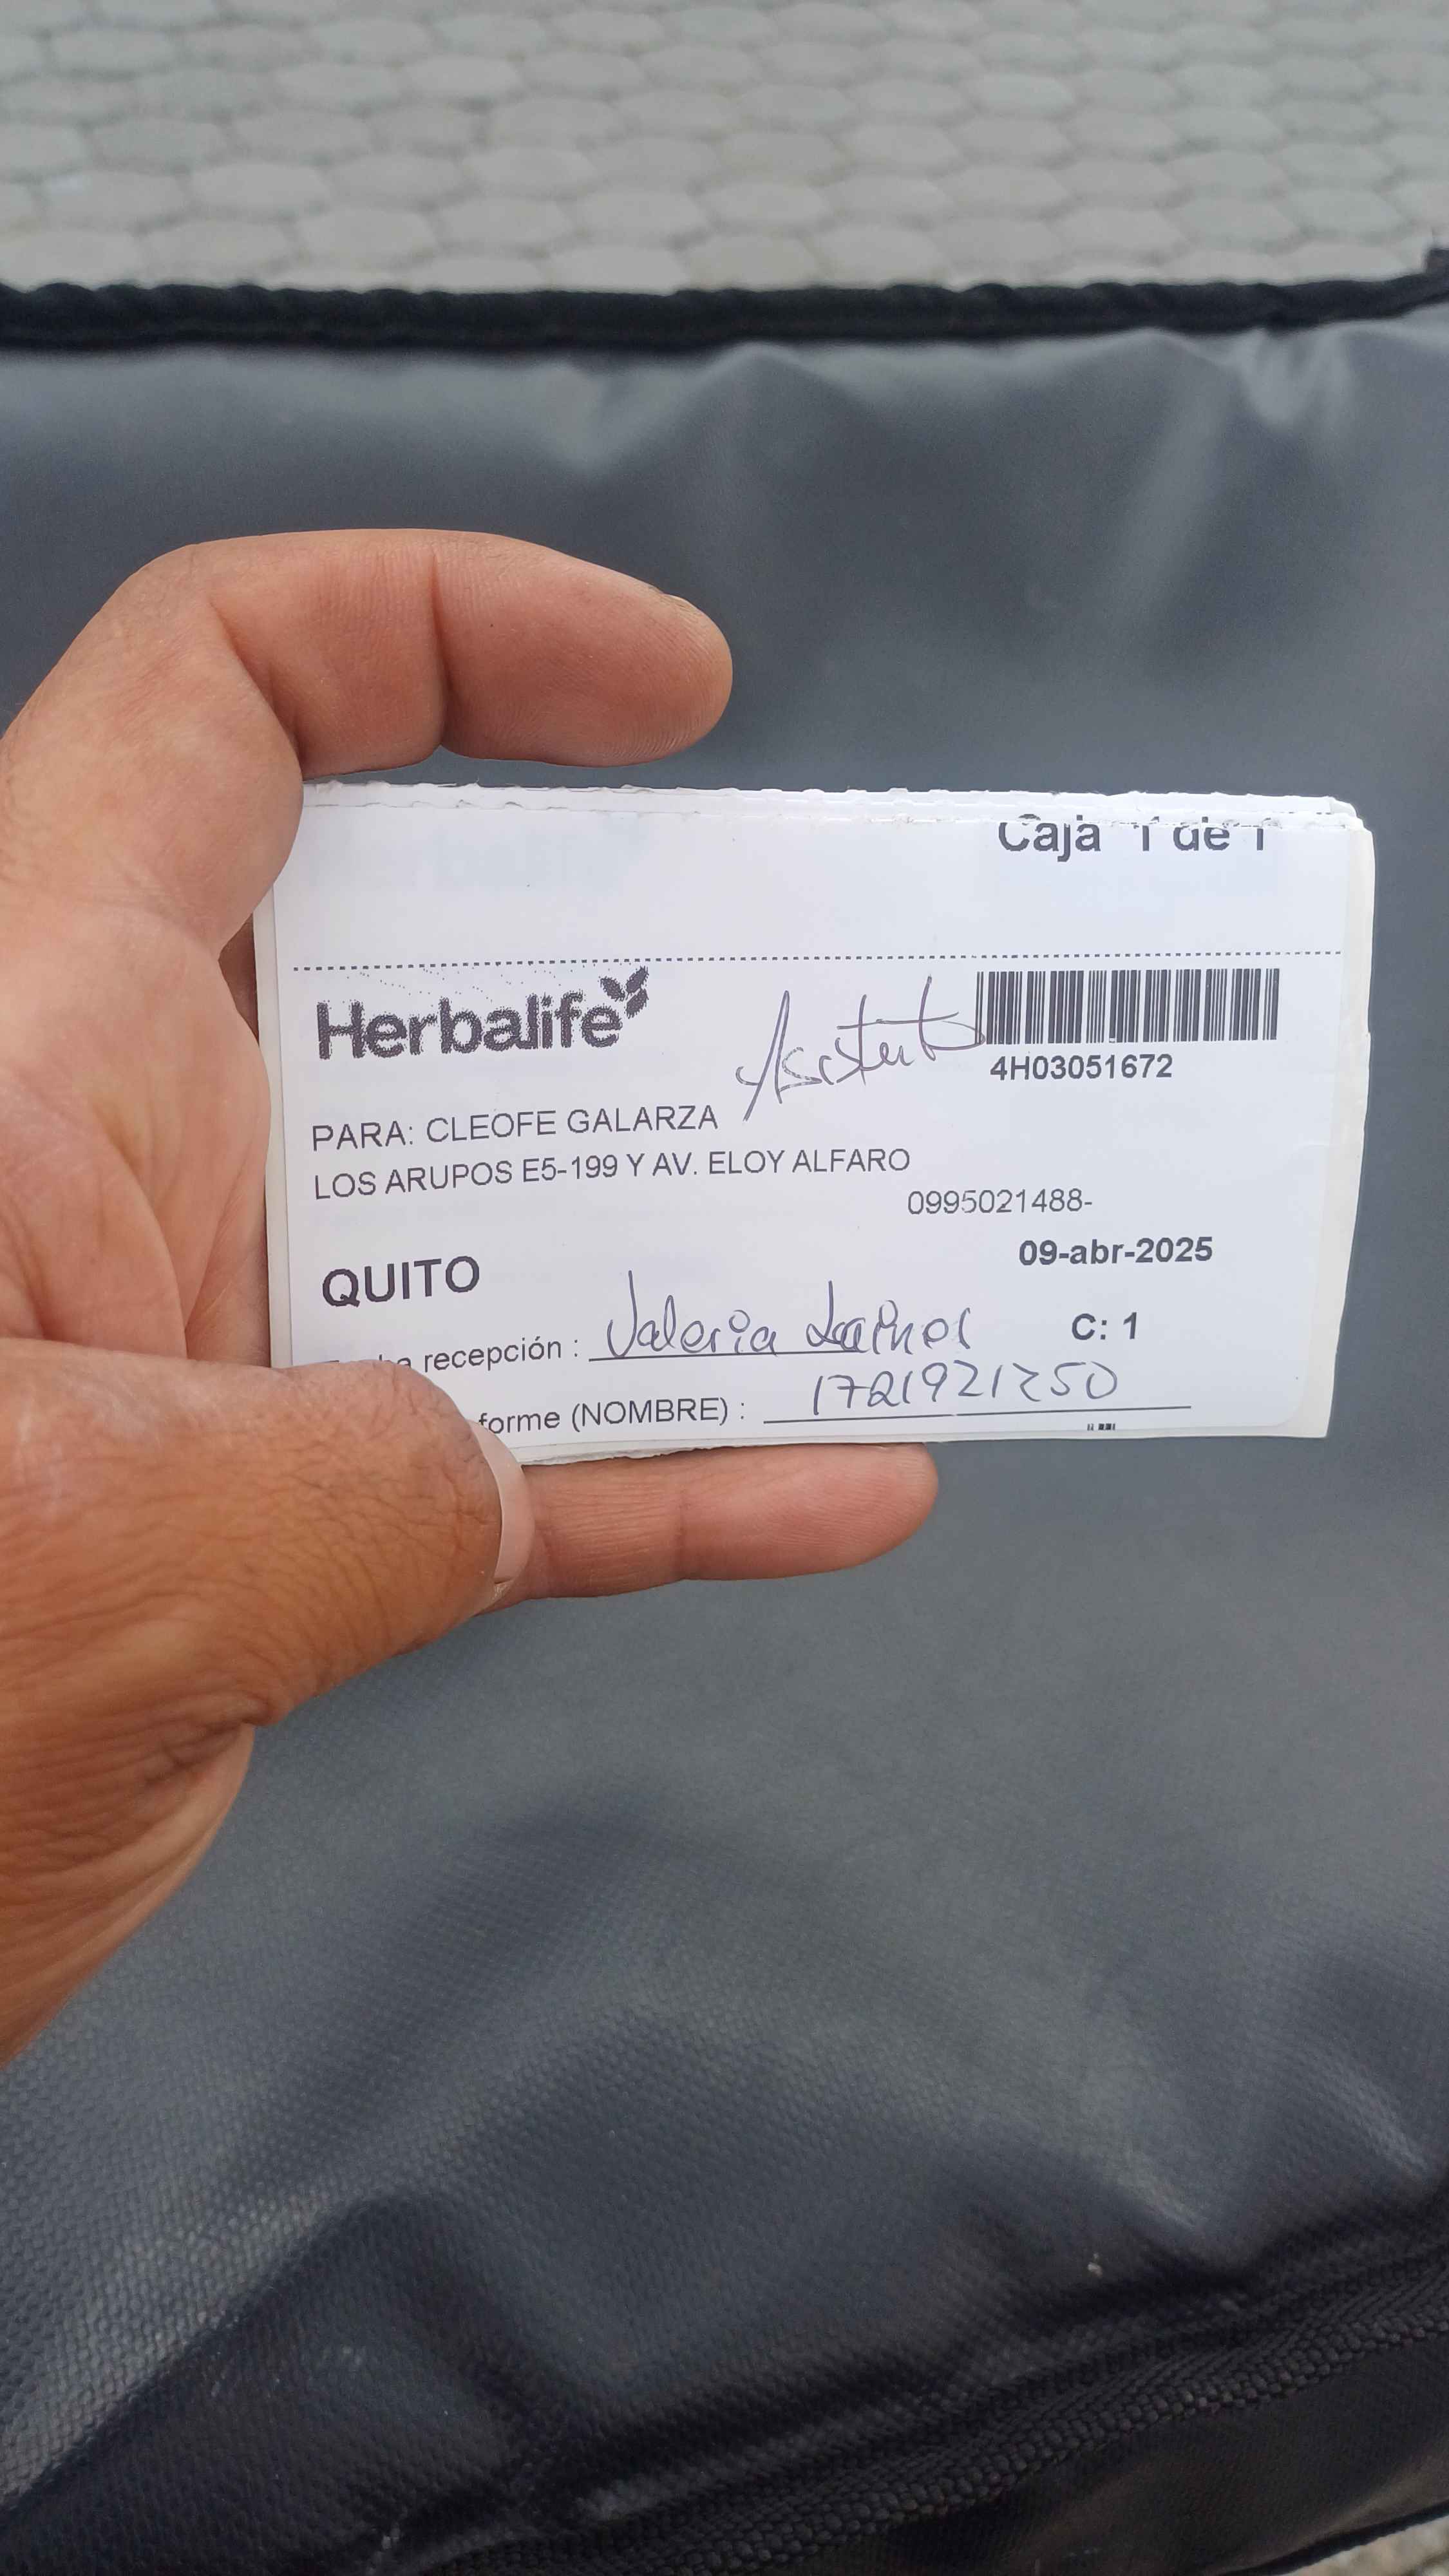 Caja 1 de 1
Herbalife
4H03051672
PARA: CLEOFE GALARZA
LOS ARUPOS E5-199 Y AV. ELOY ALFARO
0995021488-
09-abr-2025
QUITO
C: 1
recepción : Valeria
forme (NOMBRE) : 1721921250